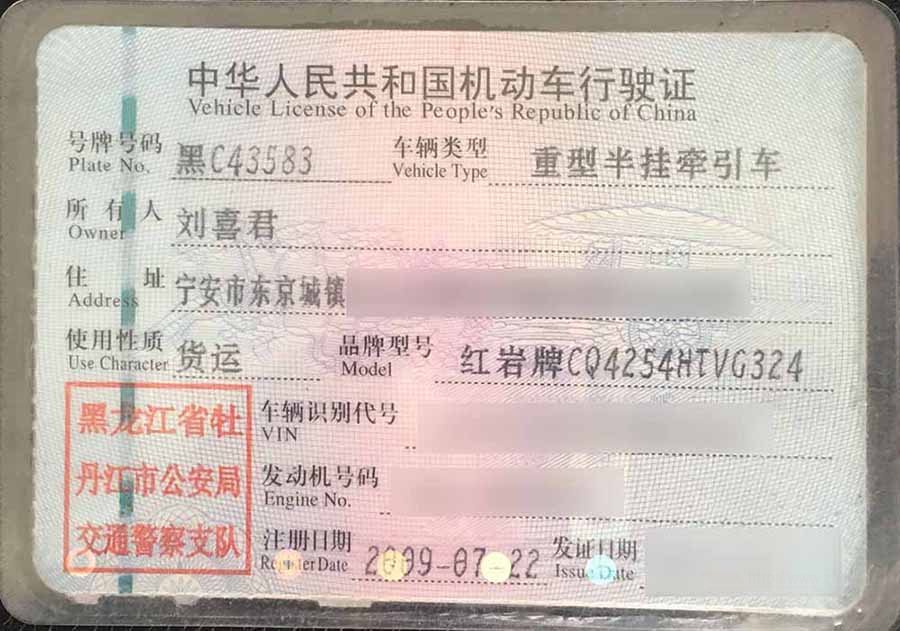 中华人民共和国机动车行驶证
Vehicle License of the People's Republic of China
号牌号码 黑C43583 车辆类型 重型半挂牵引车
Plate No. Vehicle Type
所有人 刘喜君
Owner
住址 宁安市东京城镇
Address
使用性质 货运 品牌型号 红岩牌CQ4254HTVG324
Use Character Model
黑龙江省牡
丹江市公安局
交通警察支队
车辆识别代号
VIN
发动机号码
Engine No.
注册日期 2009-07-22 发证日期
Register Date Issue Date